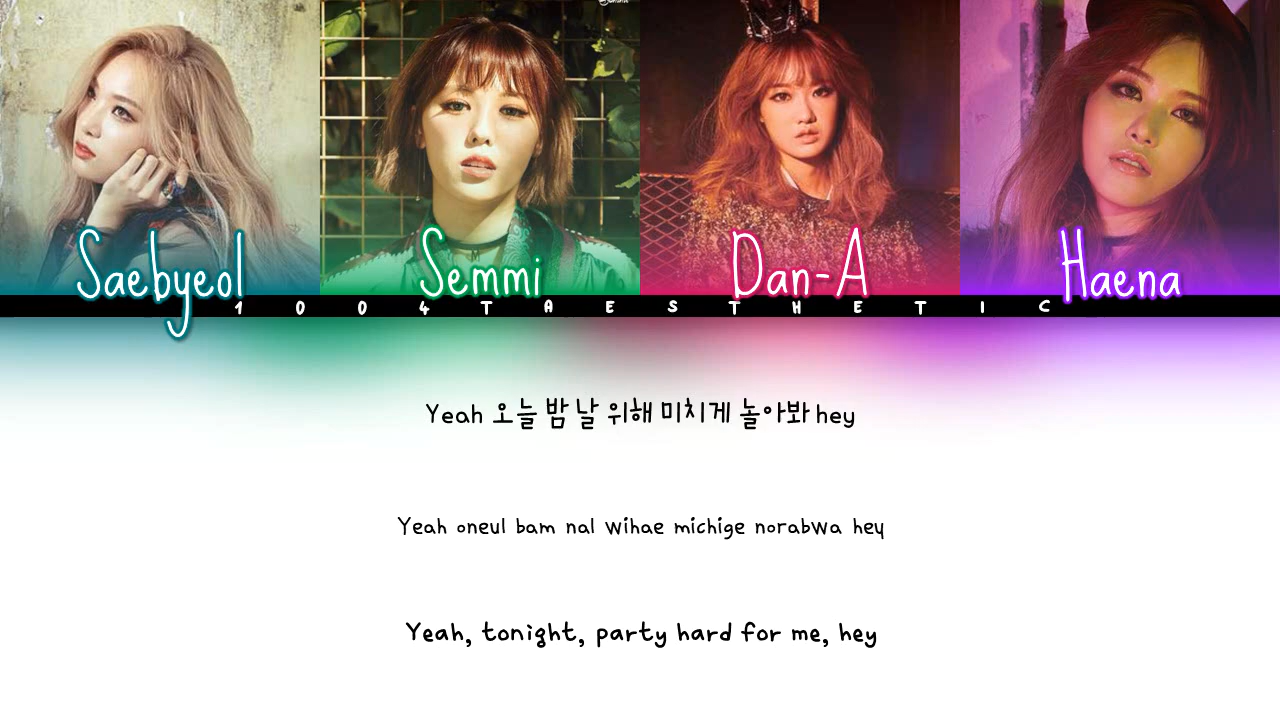 Saebyeol Semmi Dan-A Haena
1004TAESTHETIC
Yeah 오늘 밤 날 위해 미치게 놀아봐 hey
Yeah oneul bam nal wihae michige norabwa hey
Yeah, tonight, party hard for me, hey